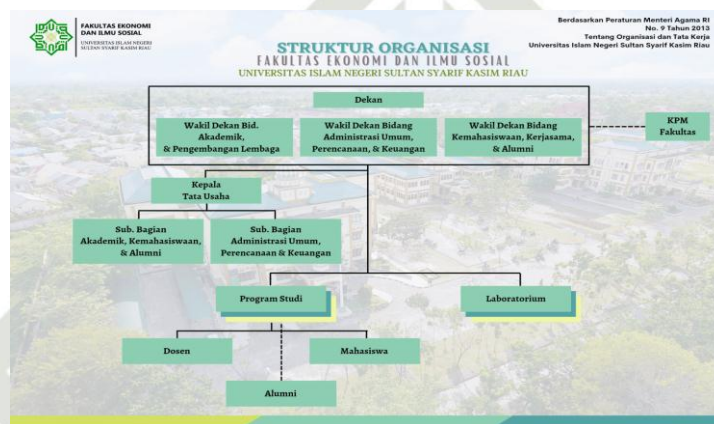 FAKULTAS EKONOMI
DAN ILMU SOSIAL
UNIVERSITAS ISLAM NEGERI
SULTAN SYARIF KASIM RIAU
Berdasarkan Peraturan Menteri Agama RI
No. 9 Tahun 2013
Tentang Organisasi dan Tata Kerja
Universitas Islam Negeri Sultan Syarif Kasim Riau
STRUKTUR ORGANISASI
FAKULTAS EKONOMI DAN ILMU SOSIAL
UNIVERSITAS ISLAM NEGERI SULTAN SYARIF KASIM RIAU
Dekan
Wakil Dekan Bid.
Akademik,
& Pengembangan Lembaga
Wakil Dekan Bidang
Administrasi Umum,
Perencanaan, & Keuangan
Wakil Dekan Bidang
Kemahasiswaan, Kerjasama,
& Alumni
KPM
Fakultas
Kepala
Tata Usaha
Sub. Bagian
Akademik, Kemahasiswaan,
& Alumni
Sub. Bagian
Administrasi Umum,
Perencanaan & Keuangan
Program Studi
Laboratorium
Dosen
Mahasiswa
Alumni